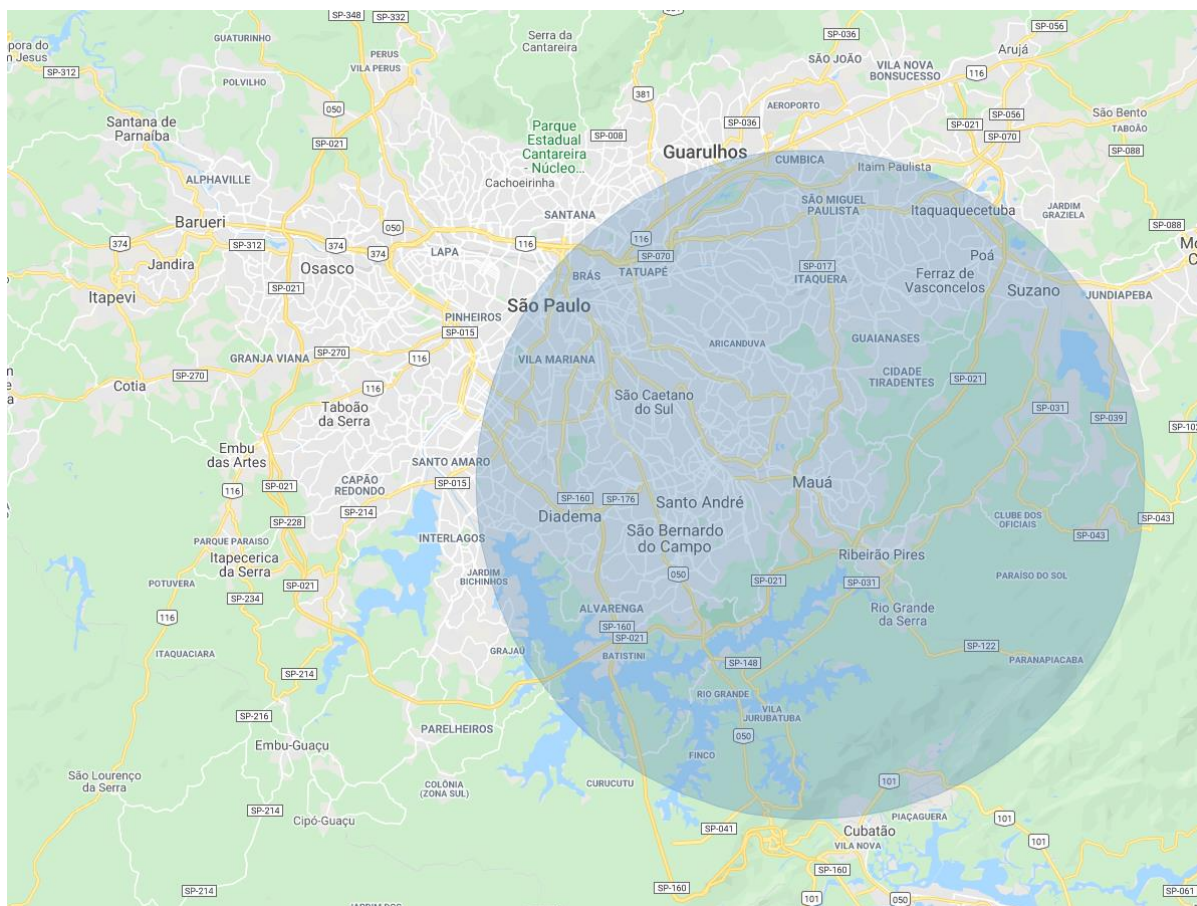 SP-348
SP-332
381
SP-056
GUATURINHO
Serra da
Cantareira
SP-036
Arujá
pora do
m Jesus
PERUS
VILA PERUS
SÃO JOÃO
VILA NOVA
BONSUCESSO
SP-312
POLVILHO
116
381
AEROPORTO
050
SP-056
São Bento
Santana de
Parnaíba
Parque
Estadual
Cantareira
- Núcleo...
SP-008
SP-036
SP-021
TABOÃO
SP-070
SP-021
Guarulhos
SP-088
CUMBICA
Itaim Paulista
ALPHAVILLE
Cachoeirinha
SÃO MIGUEL
PAULISTA
Itaquaquecetuba
JARDIM
GRAZIELA
SANTANA
Barueri
050
SP-088
374
SP-312
374
374
LAPA
116
116
SP-070
Mo
C
Jandira
Osasco
BRÁS
TATUAPÉ
SP-017
ITAQUERA
Poá
Ferraz de
Vasconcelos
SP-021
Suzano
JUNDIAPEBA
Itapevi
São Paulo
PINHEIROS
SP-015
ARICANDUVA
GUAIANASES
GRANJA VIANA
SP-270
116
VILA MARIANA
CIDADE
TIRADENTES
SP-021
Cotia
SP-270
116
São Caetano
do Sul
Taboão
da Serra
SP-031
SP-039
SP-102
Embu
das Artes
SANTO AMARO
CAPÃO
REDONDO
SP-015
Mauá
116
SP-021
SP-160
SP-176
Santo André
SP-214
Diadema
CLUBE DOS
OFICIAIS
SP-043
SP-228
SP-043
PARQUE PARAISO
INTERLAGOS
São Bernardo
do Campo
Ribeirão Pires
Itapecerica
da Serra
JARDIM
BICHINHOS
050
SP-021
SP-031
PARAÍSO DO SOL
POTUVERA
SP-021
SP-234
116
ALVARENGA
Rio Grande
da Serra
SP-160
SP-021
ITAQUACIARA
GRAJAÚ
BATISTINI
SP-122
SP-148
PARANAPIACABA
SP-214
RIO GRANDE
SP-216
VILA
JURUBATUBA
PARELHEIROS
050
Embu-Guaçu
FINCO
São Lourenço
da Serra
COLÔNIA
(ZONA SUL)
CURUCUTU
101
SP-214
PIAÇAGUERA
101
Cipó-Guaçu
SP-041
Cubatão
VILA NOVA
101
SP-160
SP-214
SP-160
101
050
SP-061